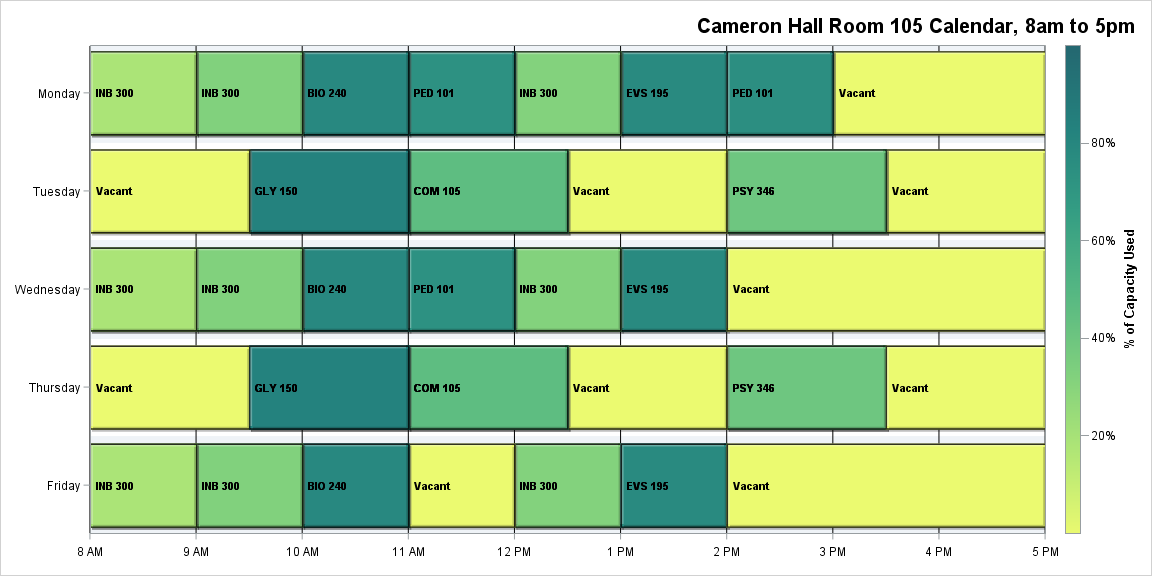 Cameron Hall Room 105 Calendar, 8am to 5pm
Monday INB 300 INB 300 BIO 240 PED 101 INB 300 EVS 195 PED 101 Vacant
80%
Tuesday Vacant GLY 150 COM 105 Vacant PSY 346 Vacant
60%
Wednesday INB 300 INB 300 BIO 240 PED 101 INB 300 EVS 195 Vacant
% of Capacity Used
40%
Thursday Vacant GLY 150 COM 105 Vacant PSY 346 Vacant
20%
Friday INB 300 INB 300 BIO 240 Vacant INB 300 EVS 195 Vacant
8 AM 9 AM 10 AM 11 AM 12 PM 1 PM 2 PM 3 PM 4 PM 5 PM